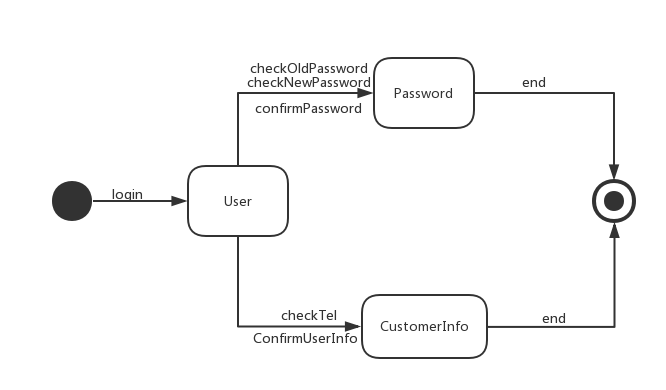 checkOldPassword
checkNewPassword
confirmPassword
Password
end
login
User
checkTel
ConfirmUserInfo
CustomerInfo
end